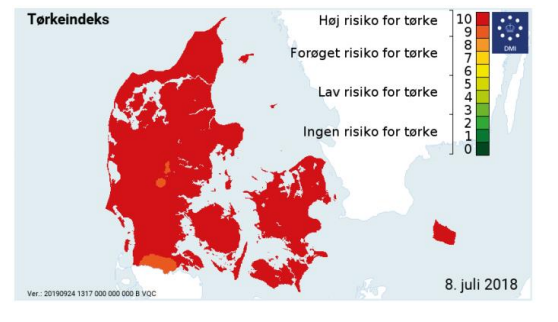 Tørkeindeks
Høj risiko for tørke
Forøget risiko for tørke
Lav risiko for tørke
Ingen risiko for tørke
10
9
8
7
6
5
4
3
2
1
0
DMI
8. juli 2018
Ver.: 20190924 1317 000 000 000 B VQC